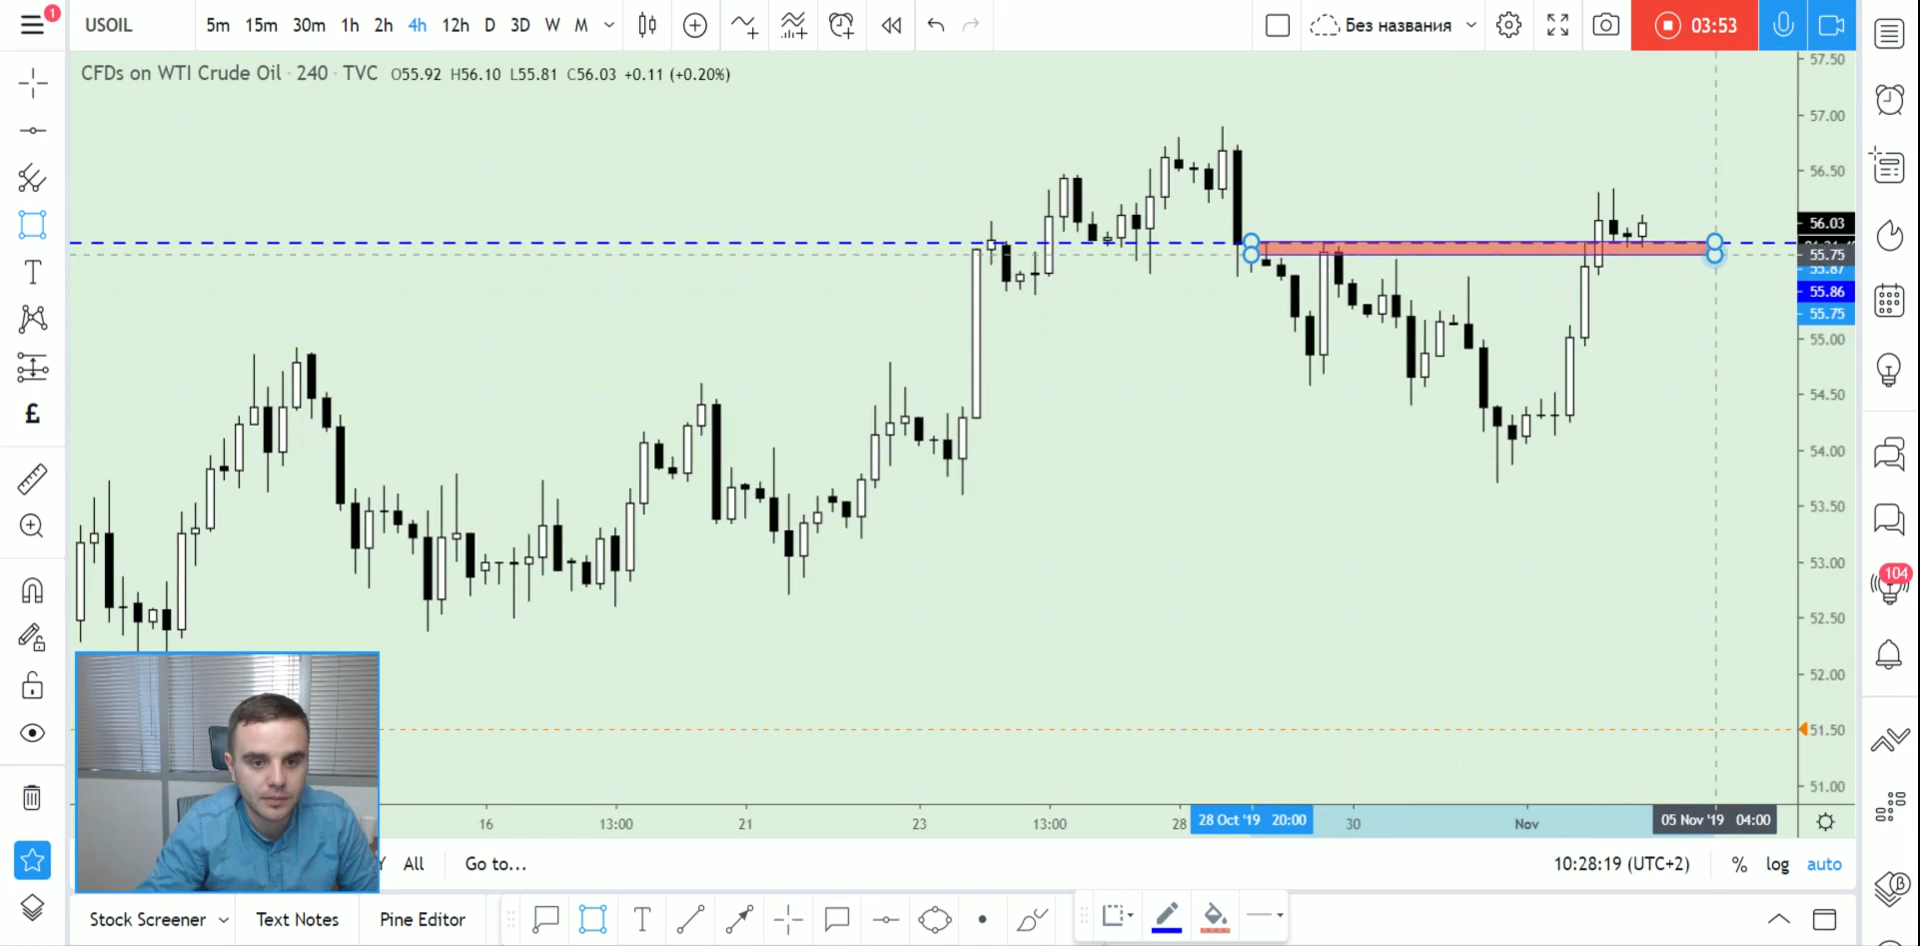 1
USOIL
5m 15m 30m 1h 2h 4h 12h D 3D W M
Без названия
03:53
CFDs on WTI Crude Oil · 240 · TVC O55.92 H56.10 L55.81 C56.03 +0.11 (+0.20%)
57.50
57.00
56.50
56.03
55.75
55.87
55.86
55.75
55.00
54.50
54.00
53.50
53.00
52.50
52.00
51.50
51.00
104
16 13:00 21 23 13:00 28 28 Oct '19 20:00 30 Nov 05 Nov '19 04:00
Y All Go to... 10:28:19 (UTC+2) % log auto
Stock Screener Text Notes Pine Editor